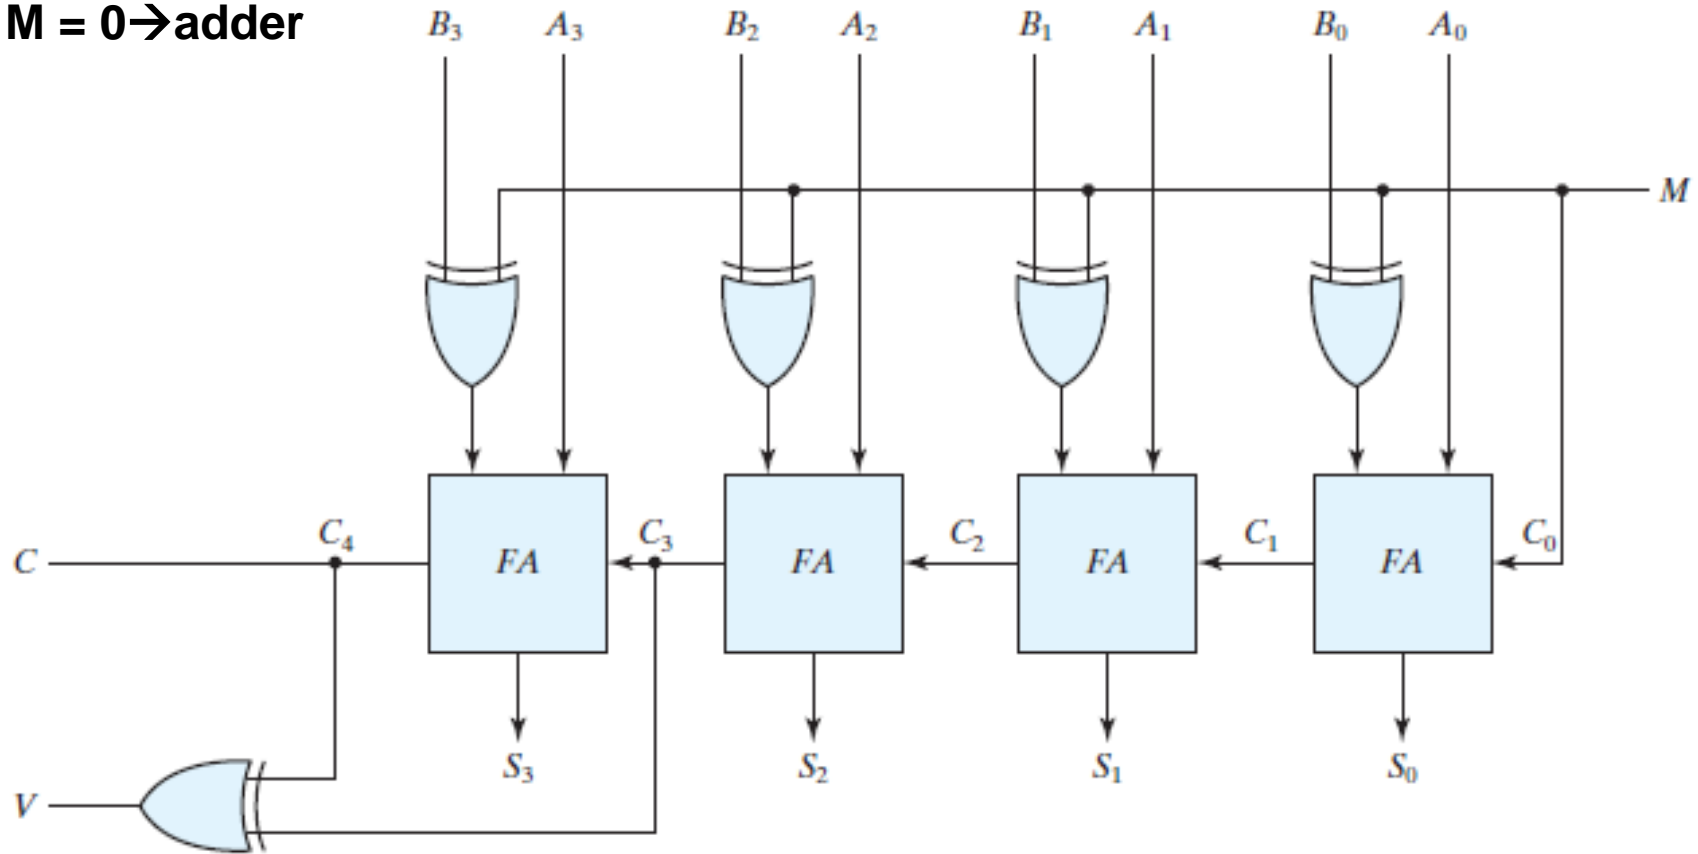 M = 0→adder
B₃ A₃ B₂ A₂ B₁ A₁ B₀ A₀
M
C₄ C₃ C₂ C₁ C₀
C FA FA FA FA
S₃ S₂ S₁ S₀
V